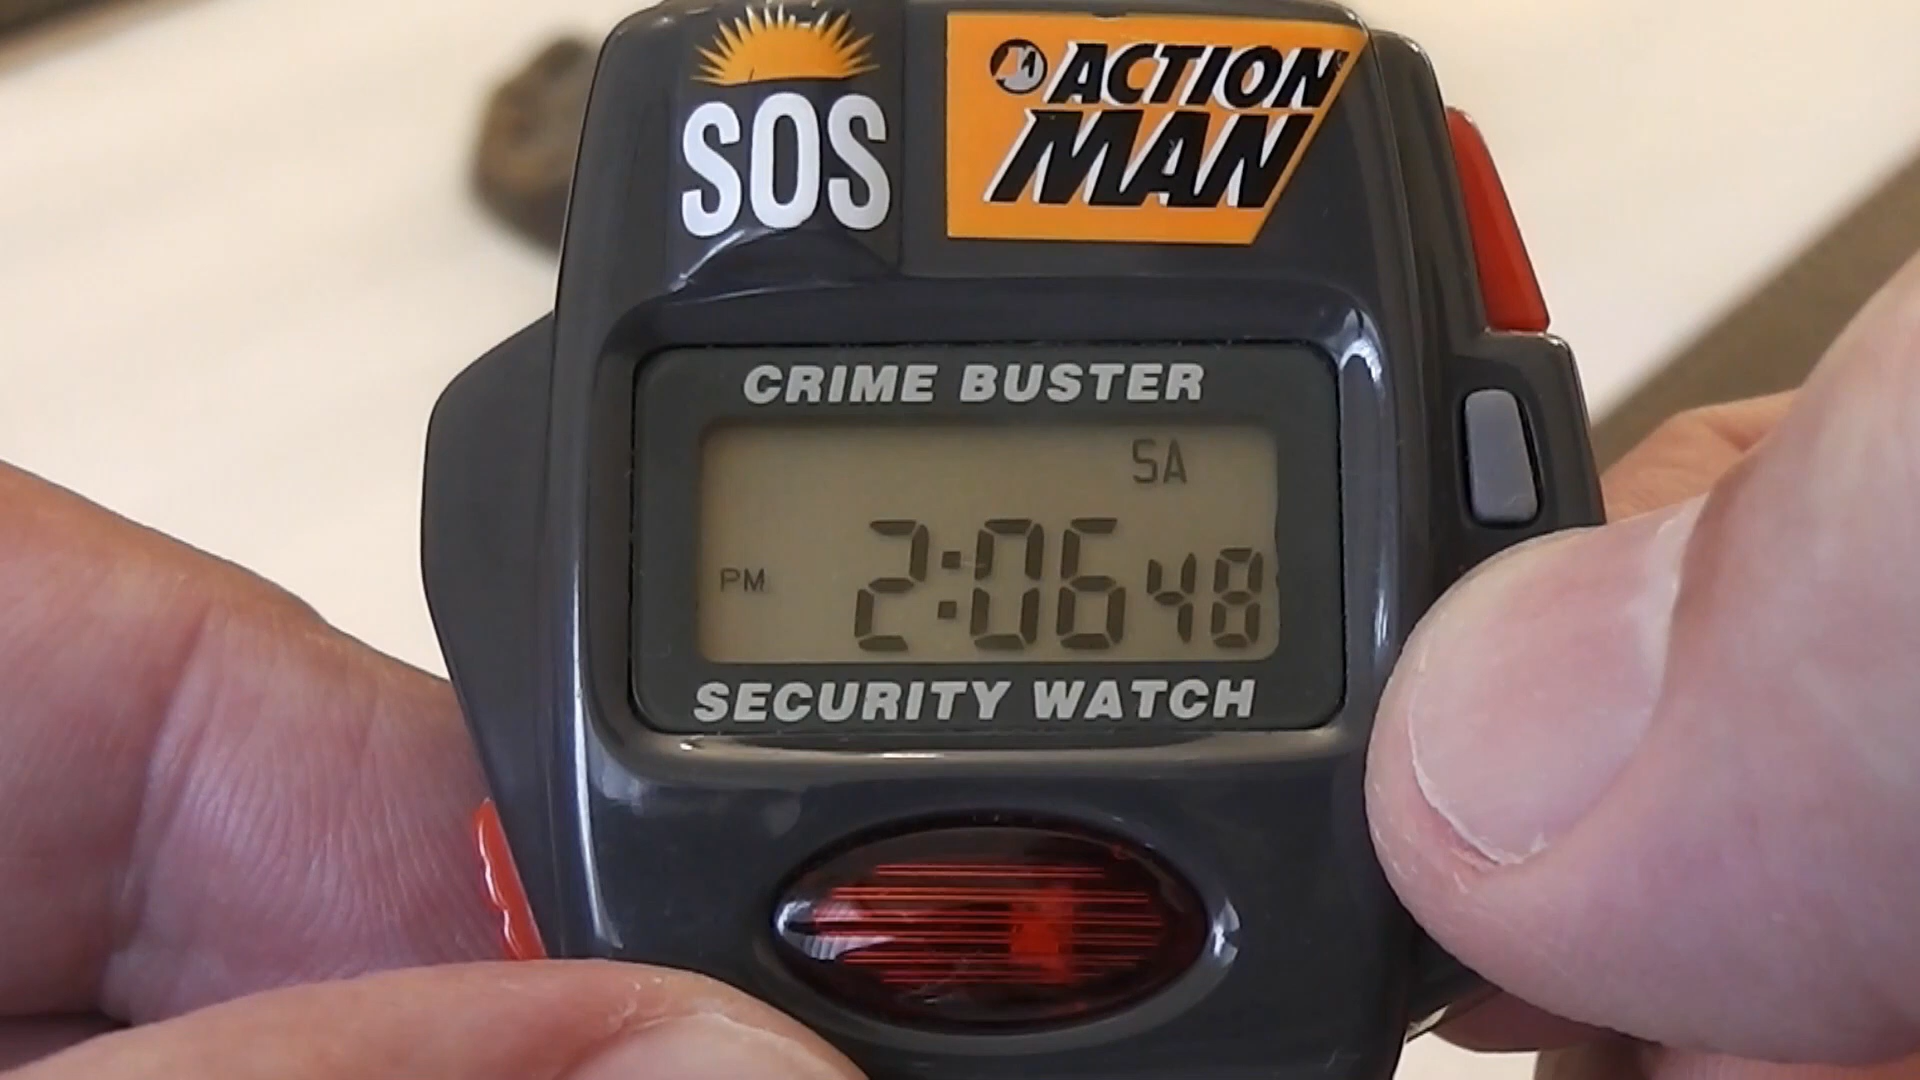 SOS
ACTION
MAN
CRIME BUSTER
SA
PM 2:06 48
SECURITY WATCH